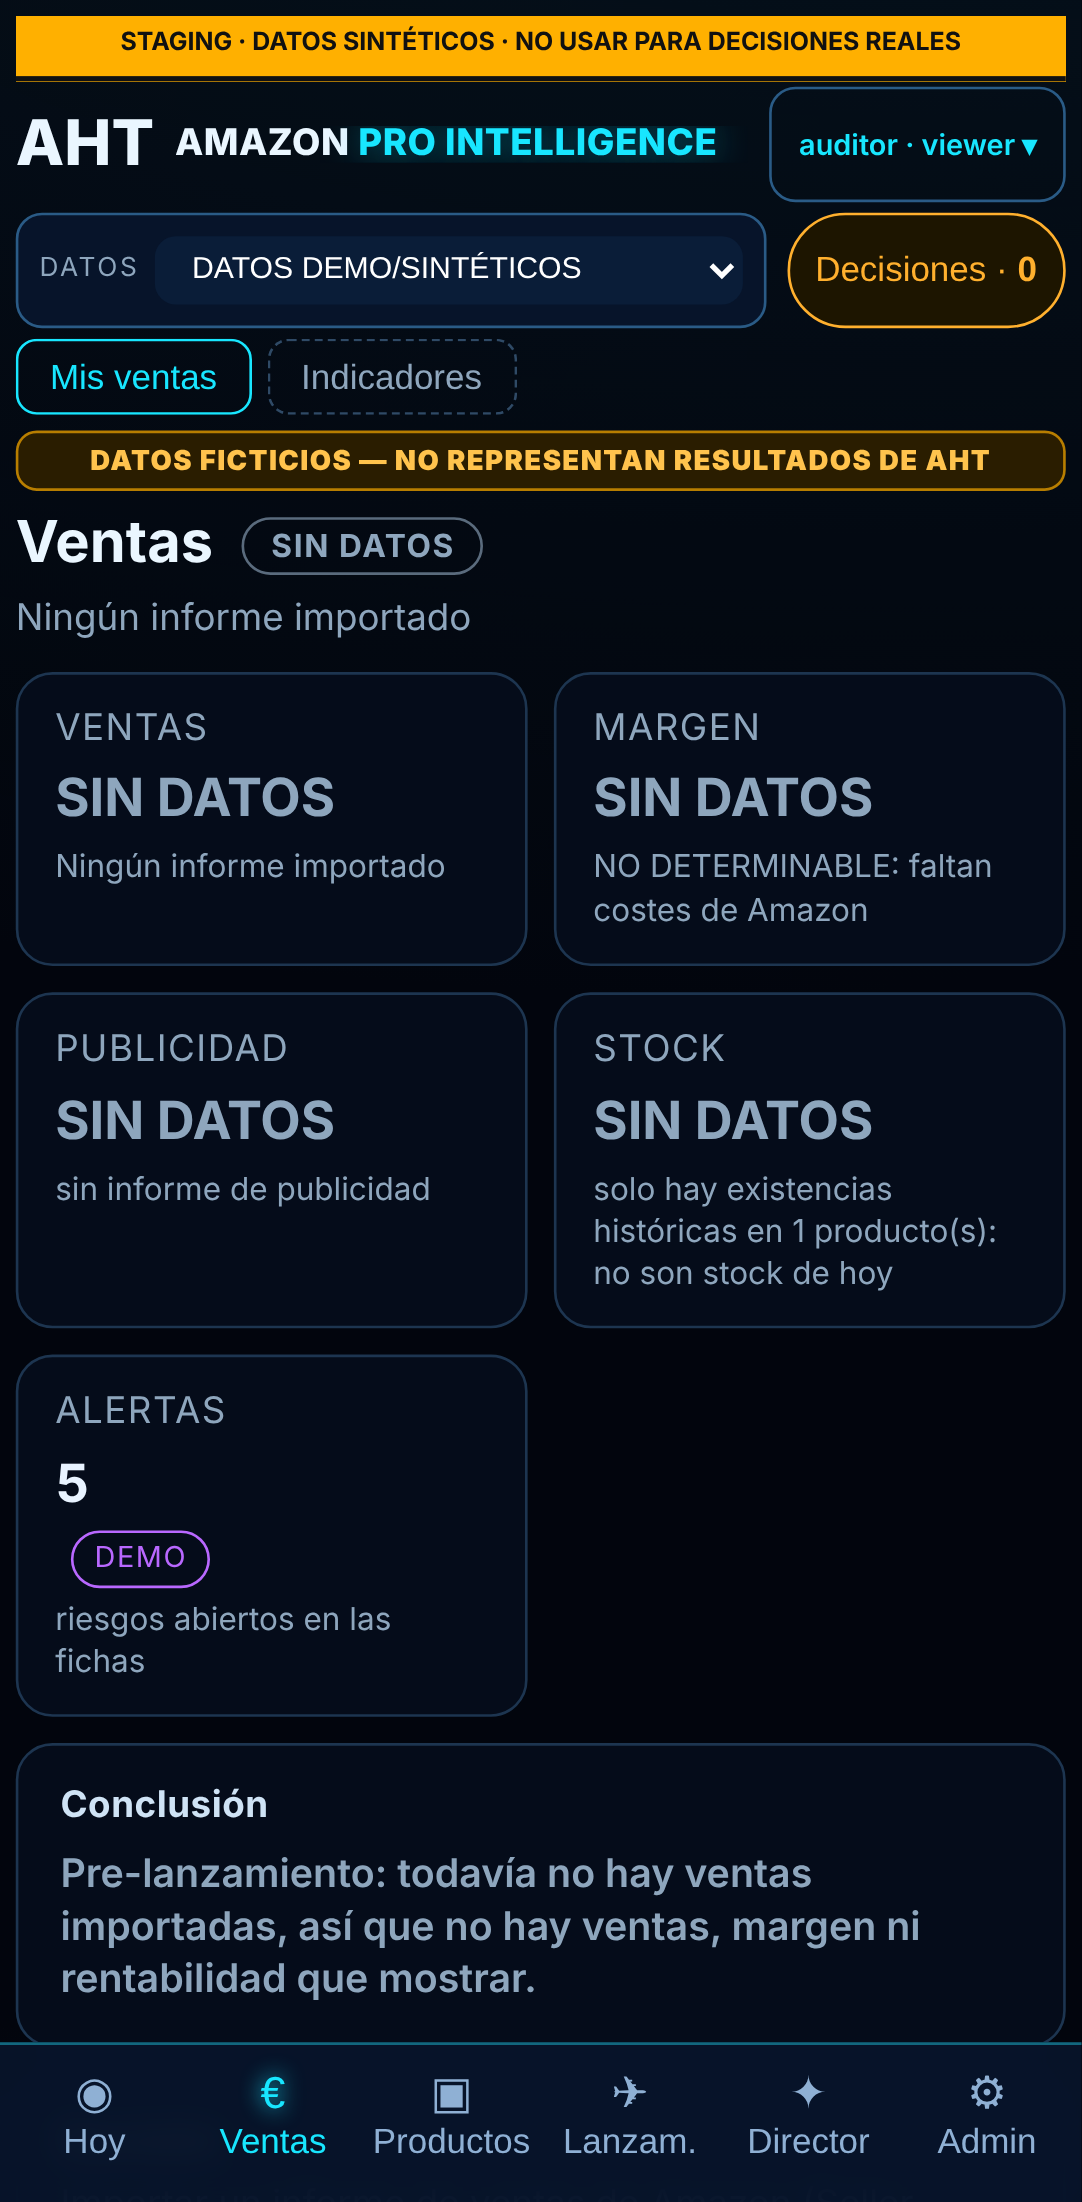 STAGING · DATOS SINTÉTICOS · NO USAR PARA DECISIONES REALES
AHT AMAZON PRO INTELLIGENCE
auditor · viewer ▾
DATOS DATOS DEMO/SINTÉTICOS
Decisiones · 0
Mis ventas Indicadores
DATOS FICTICIOS — NO REPRESENTAN RESULTADOS DE AHT
Ventas SIN DATOS
Ningún informe importado
VENTAS
SIN DATOS
Ningún informe importado
MARGEN
SIN DATOS
NO DETERMINABLE: faltan
costes de Amazon
PUBLICIDAD
SIN DATOS
sin informe de publicidad
STOCK
SIN DATOS
solo hay existencias
históricas en 1 producto(s):
no son stock de hoy
ALERTAS
5
DEMO
riesgos abiertos en las
fichas
Conclusión
Pre-lanzamiento: todavía no hay ventas
importadas, así que no hay ventas, margen ni
rentabilidad que mostrar.
Hoy
€
Ventas
Productos
Lanzam.
Director
Admin